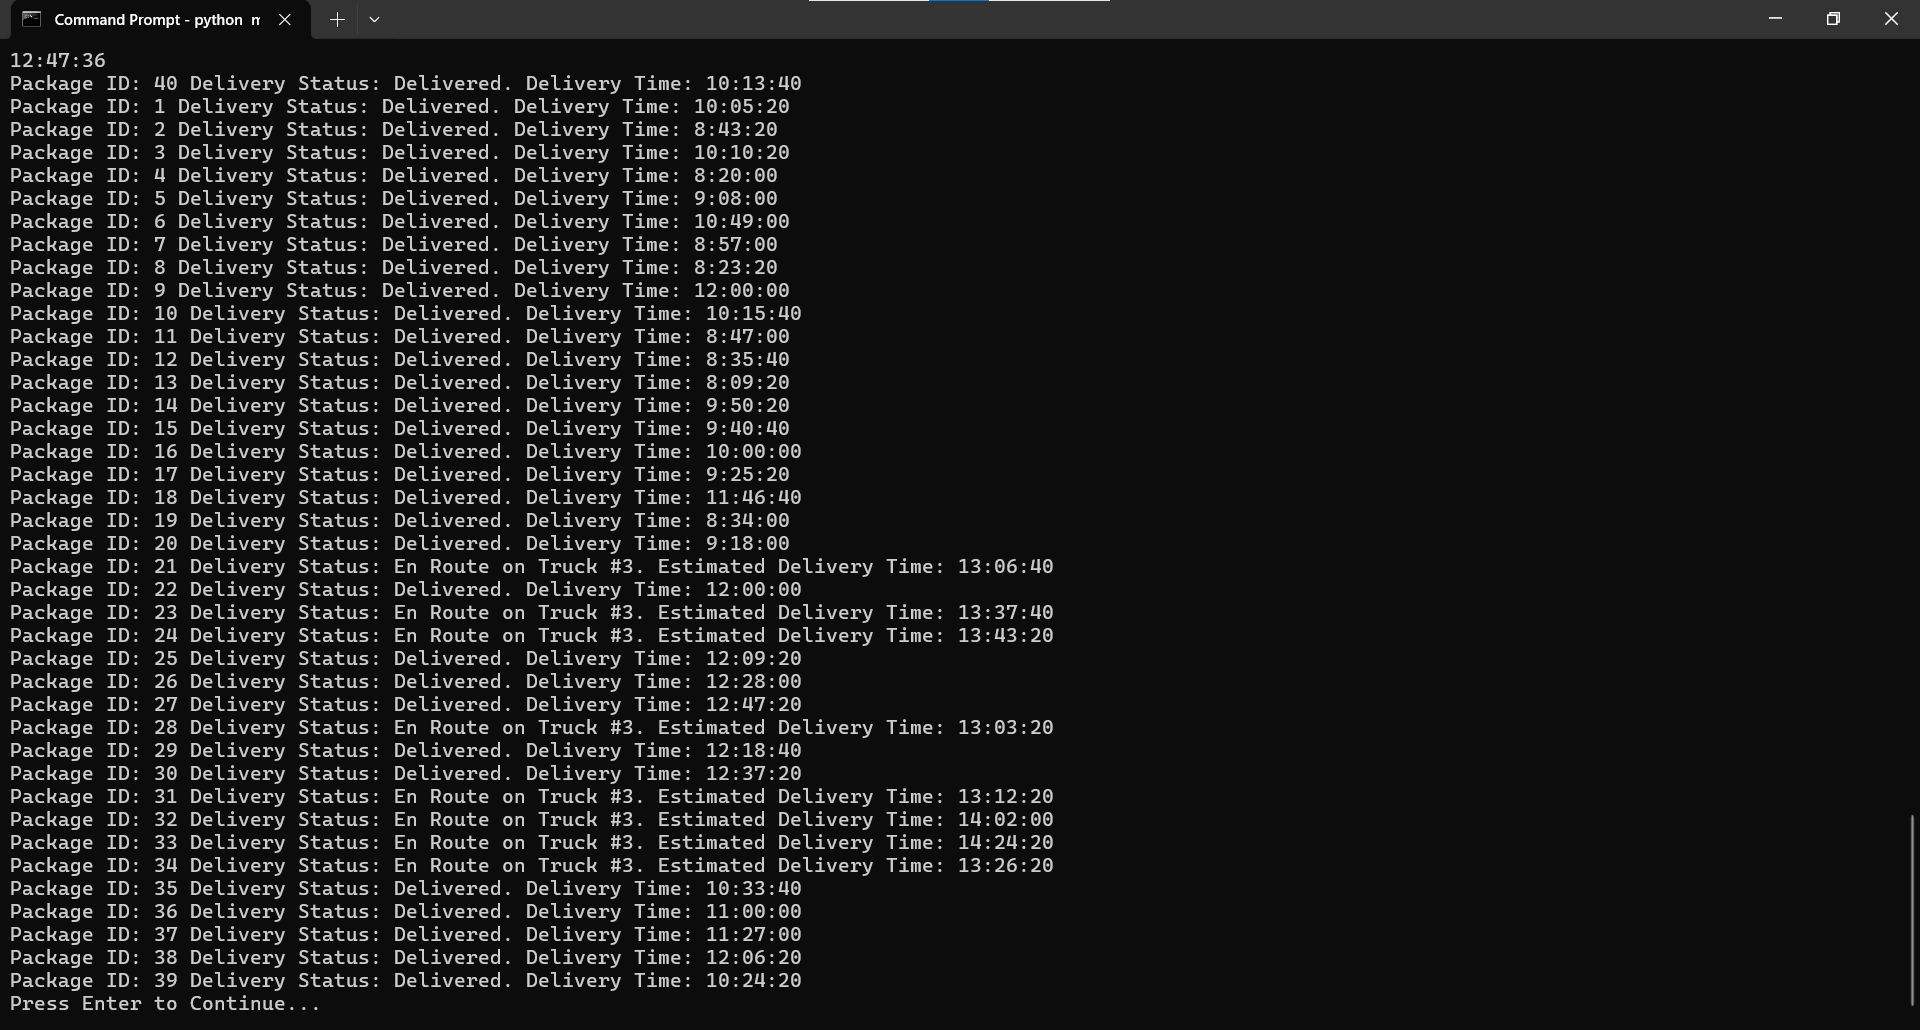 Command Prompt - python m
12:47:36
Package ID: 40 Delivery Status: Delivered. Delivery Time: 10:13:40
Package ID: 1 Delivery Status: Delivered. Delivery Time: 10:05:20
Package ID: 2 Delivery Status: Delivered. Delivery Time: 8:43:20
Package ID: 3 Delivery Status: Delivered. Delivery Time: 10:10:20
Package ID: 4 Delivery Status: Delivered. Delivery Time: 8:20:00
Package ID: 5 Delivery Status: Delivered. Delivery Time: 9:08:00
Package ID: 6 Delivery Status: Delivered. Delivery Time: 10:49:00
Package ID: 7 Delivery Status: Delivered. Delivery Time: 8:57:00
Package ID: 8 Delivery Status: Delivered. Delivery Time: 8:23:20
Package ID: 9 Delivery Status: Delivered. Delivery Time: 12:00:00
Package ID: 10 Delivery Status: Delivered. Delivery Time: 10:15:40
Package ID: 11 Delivery Status: Delivered. Delivery Time: 8:47:00
Package ID: 12 Delivery Status: Delivered. Delivery Time: 8:35:40
Package ID: 13 Delivery Status: Delivered. Delivery Time: 8:09:20
Package ID: 14 Delivery Status: Delivered. Delivery Time: 9:50:20
Package ID: 15 Delivery Status: Delivered. Delivery Time: 9:40:40
Package ID: 16 Delivery Status: Delivered. Delivery Time: 10:00:00
Package ID: 17 Delivery Status: Delivered. Delivery Time: 9:25:20
Package ID: 18 Delivery Status: Delivered. Delivery Time: 11:46:40
Package ID: 19 Delivery Status: Delivered. Delivery Time: 8:34:00
Package ID: 20 Delivery Status: Delivered. Delivery Time: 9:18:00
Package ID: 21 Delivery Status: En Route on Truck #3. Estimated Delivery Time: 13:06:40
Package ID: 22 Delivery Status: Delivered. Delivery Time: 12:00:00
Package ID: 23 Delivery Status: En Route on Truck #3. Estimated Delivery Time: 13:37:40
Package ID: 24 Delivery Status: En Route on Truck #3. Estimated Delivery Time: 13:43:20
Package ID: 25 Delivery Status: Delivered. Delivery Time: 12:09:20
Package ID: 26 Delivery Status: Delivered. Delivery Time: 12:28:00
Package ID: 27 Delivery Status: Delivered. Delivery Time: 12:47:20
Package ID: 28 Delivery Status: En Route on Truck #3. Estimated Delivery Time: 13:03:20
Package ID: 29 Delivery Status: Delivered. Delivery Time: 12:18:40
Package ID: 30 Delivery Status: Delivered. Delivery Time: 12:37:20
Package ID: 31 Delivery Status: En Route on Truck #3. Estimated Delivery Time: 13:12:20
Package ID: 32 Delivery Status: En Route on Truck #3. Estimated Delivery Time: 14:02:00
Package ID: 33 Delivery Status: En Route on Truck #3. Estimated Delivery Time: 14:24:20
Package ID: 34 Delivery Status: En Route on Truck #3. Estimated Delivery Time: 13:26:20
Package ID: 35 Delivery Status: Delivered. Delivery Time: 10:33:40
Package ID: 36 Delivery Status: Delivered. Delivery Time: 11:00:00
Package ID: 37 Delivery Status: Delivered. Delivery Time: 11:27:00
Package ID: 38 Delivery Status: Delivered. Delivery Time: 12:06:20
Package ID: 39 Delivery Status: Delivered. Delivery Time: 10:24:20
Press Enter to Continue...